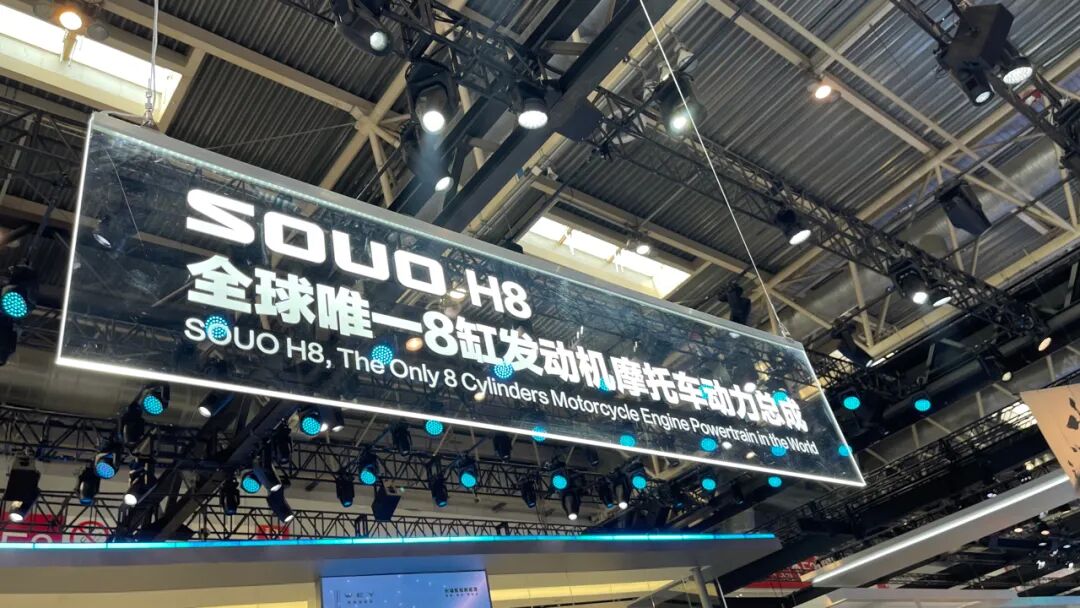 SOUO H8
全球唯一8缸发动机摩托车动力总成
SOUO H8, The Only 8 Cylinders Motorcycle Engine Powertrain in the World
WEY